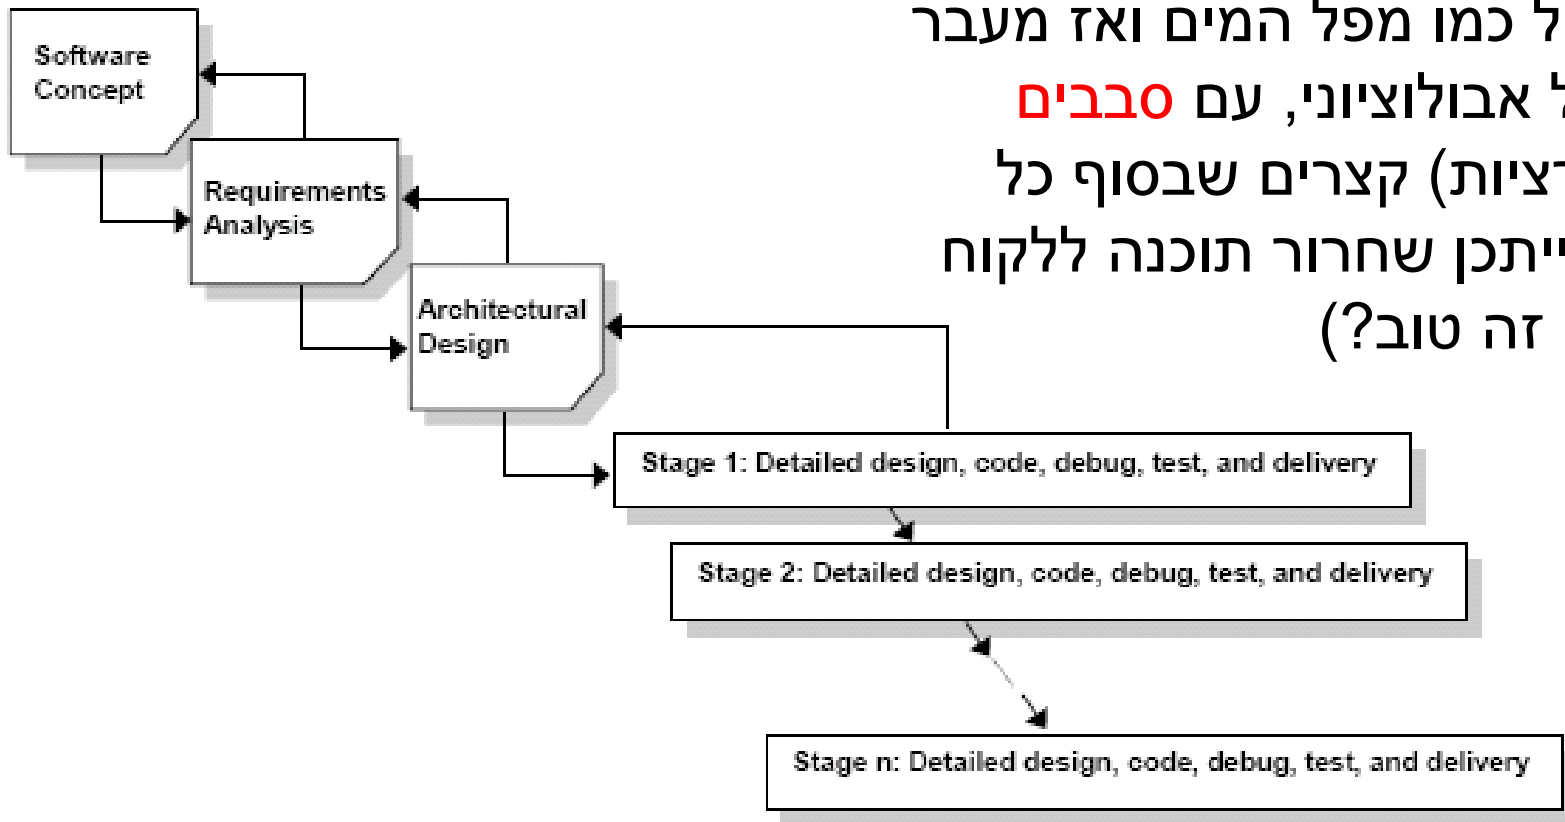 ל כמו מפל המים ואז מעבר
ל אבולוציוני, עם סבבים
רציות) קצרים שבסוף כל
ייתכן שחרור תוכנה ללקוח
זה טוב?)
Software
Concept
Requirements
Analysis
Architectural
Design
Stage 1: Detailed design, code, debug, test, and delivery
Stage 2: Detailed design, code, debug, test, and delivery
Stage n: Detailed design, code, debug, test, and delivery